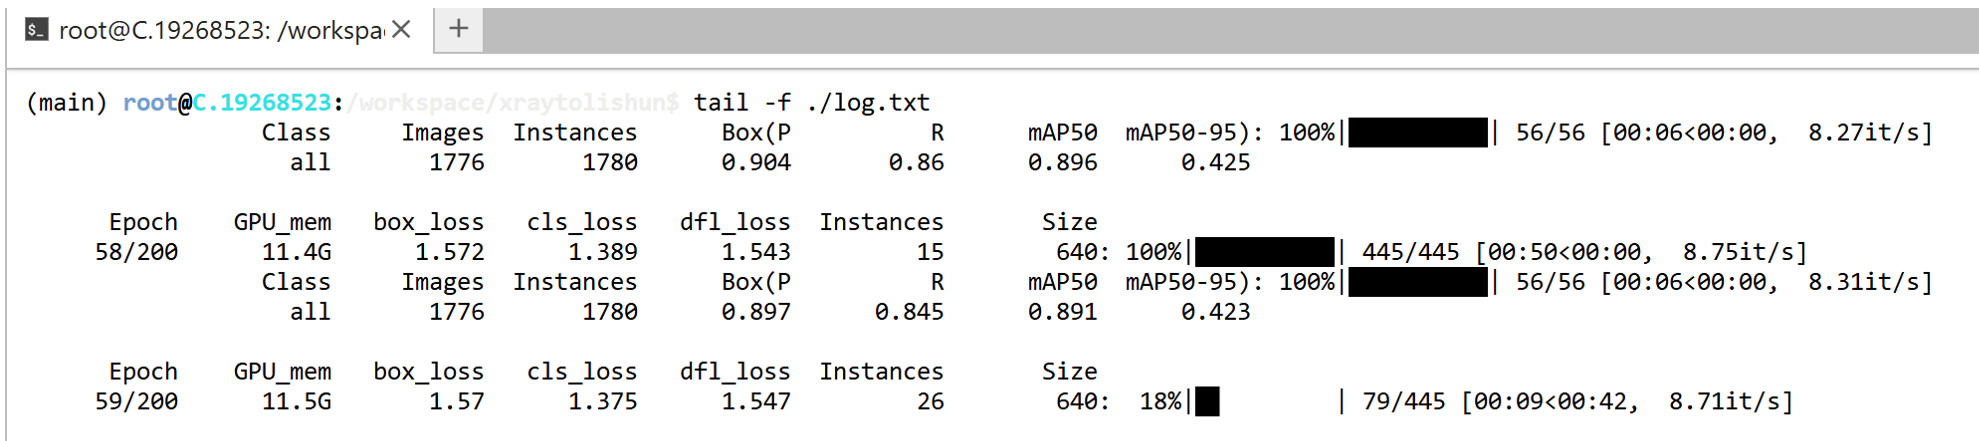 root@C.19268523: /workspa
(main) root@C.19268523:/workspace/xraytolishun$ tail -f ./log.txt
Class Images Instances Box(P R mAP50 mAP50-95): 100%|██████████| 56/56 [00:06<00:00, 8.27it/s]
all 1776 1780 0.904 0.86 0.896 0.425
Epoch GPU_mem box_loss cls_loss dfl_loss Instances Size
58/200 11.4G 1.572 1.389 1.543 15 640: 100%|██████████| 445/445 [00:50<00:00, 8.75it/s]
Class Images Instances Box(P R mAP50 mAP50-95): 100%|██████████| 56/56 [00:06<00:00, 8.31it/s]
all 1776 1780 0.897 0.845 0.891 0.423
Epoch GPU_mem box_loss cls_loss dfl_loss Instances Size
59/200 11.5G 1.57 1.375 1.547 26 640: 18%|█▊ | 79/445 [00:09<00:42, 8.71it/s]